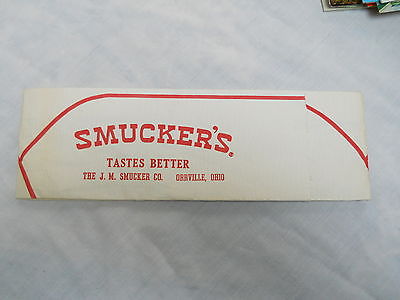 SMUCKER'S®
TASTES BETTER
THE J. M. SMUCKER CO. ORRVILLE, OHIO